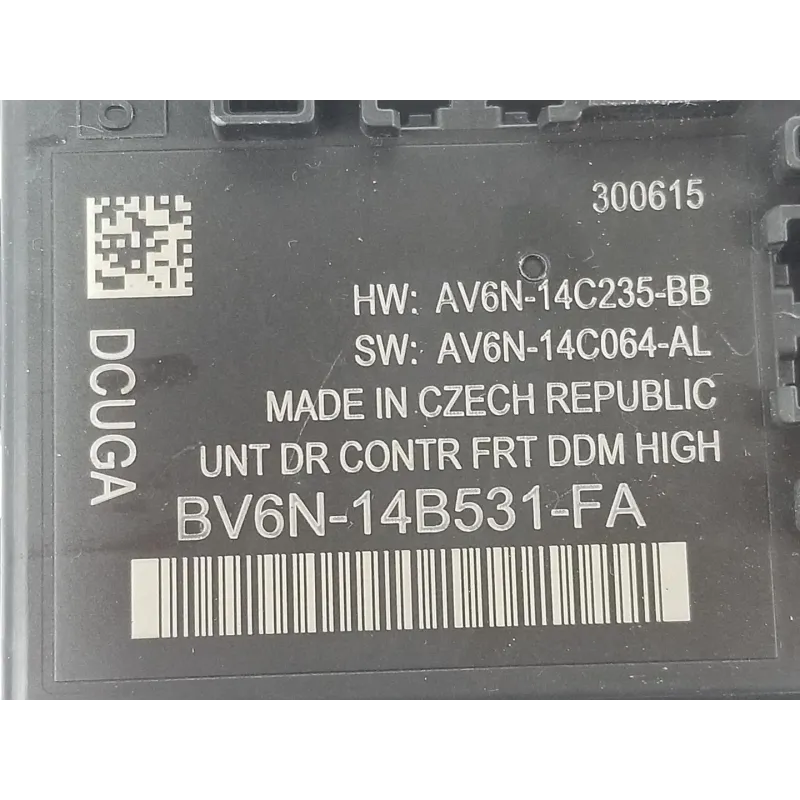 300615
HW: AV6N-14C235-BB
SW: AV6N-14C064-AL
MADE IN CZECH REPUBLIC
UNT DR CONTR FRT DDM HIGH
BV6N-14B531-FA
DCUGA